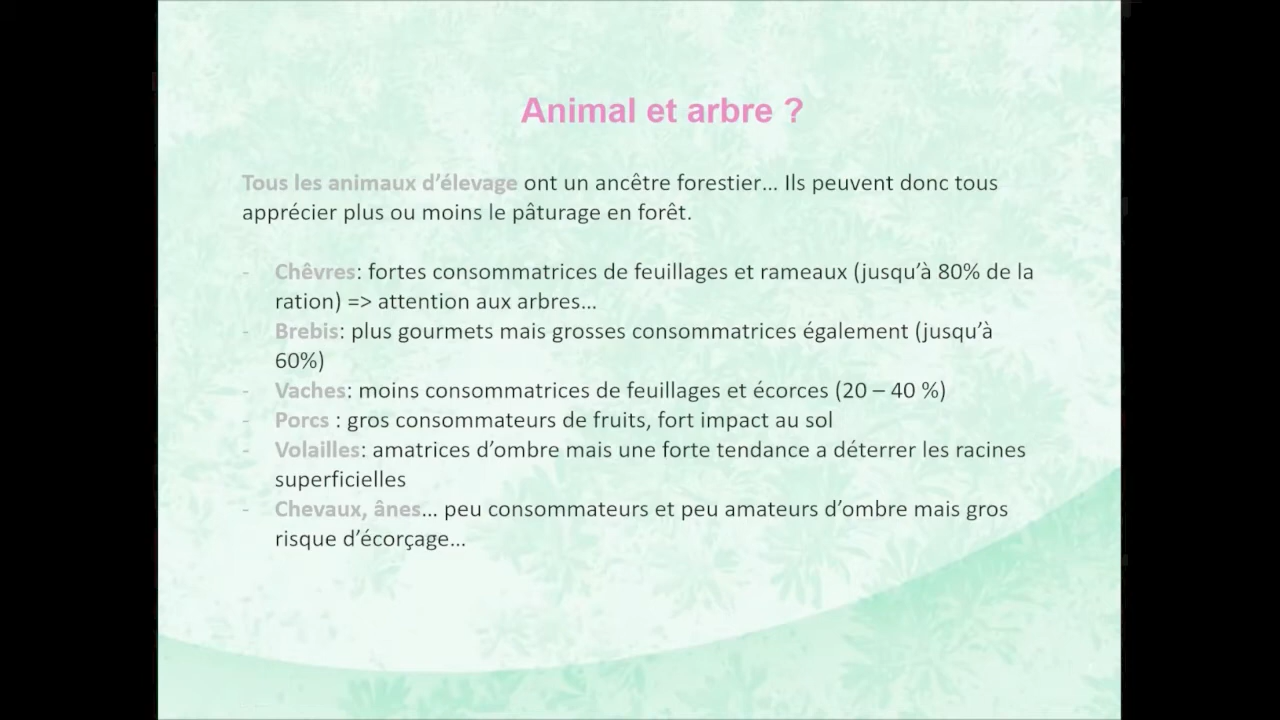 Animal et arbre ?
Tous les animaux d’élevage ont un ancêtre forestier… Ils peuvent donc tous
apprécier plus ou moins le pâturage en forêt.
- Chêvres: fortes consommatrices de feuillages et rameaux (jusqu’à 80% de la
ration) => attention aux arbres…
- Brebis: plus gourmets mais grosses consommatrices également (jusqu’à
60%)
- Vaches: moins consommatrices de feuillages et écorces (20 – 40 %)
- Porcs : gros consommateurs de fruits, fort impact au sol
- Volailles: amatrices d’ombre mais une forte tendance a déterrer les racines
superficielles
- Chevaux, ânes… peu consommateurs et peu amateurs d’ombre mais gros
risque d’écorçage…